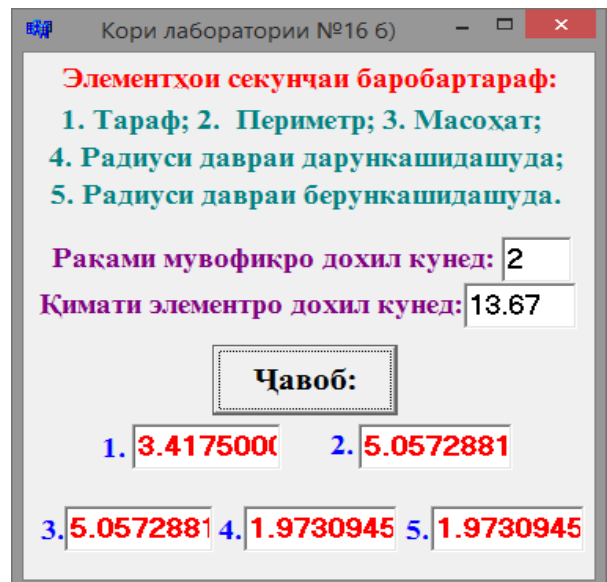 Кори лаборатории №16 б)
Элементҳои секунҷаи баробартараф:
1. Тараф; 2. Периметр; 3. Масоҳат;
4. Радиуси давраи дарункашидашуда;
5. Радиуси давраи берункашидашуда.
Рақами мувофиқро дохил кунед: 2
Қимати элементро дохил кунед: 13.67
Ҷавоб:
1. 3.4175000 2. 5.0572881
3. 5.0572881 4. 1.9730945 5. 1.9730945